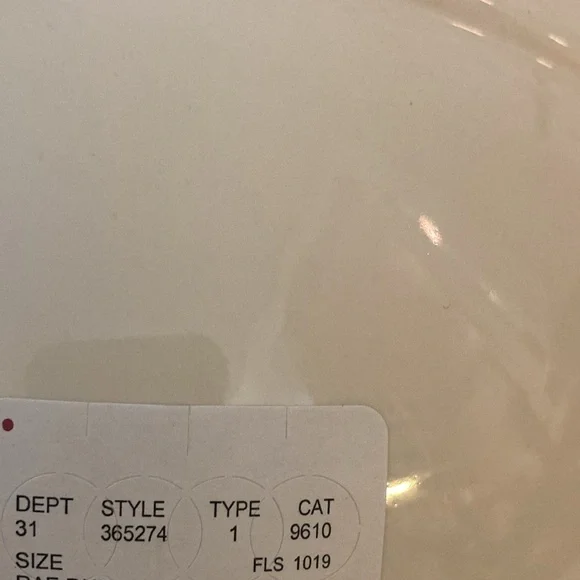 DEPT STYLE TYPE CAT
31 365274 1 9610
SIZE FLS 1019